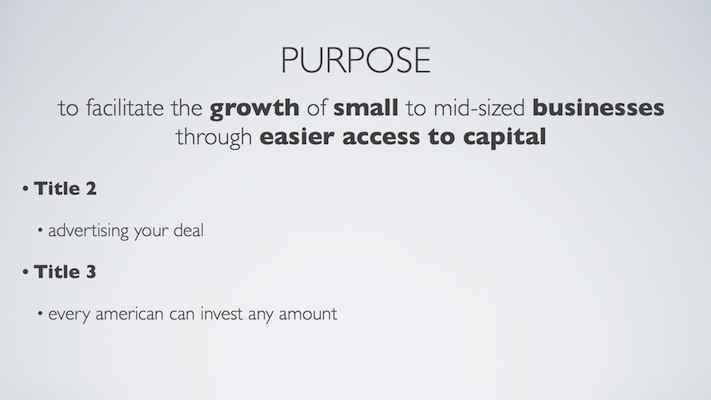 PURPOSE
to facilitate the growth of small to mid-sized businesses
through easier access to capital
• Title 2
• advertising your deal
• Title 3
• every american can invest any amount